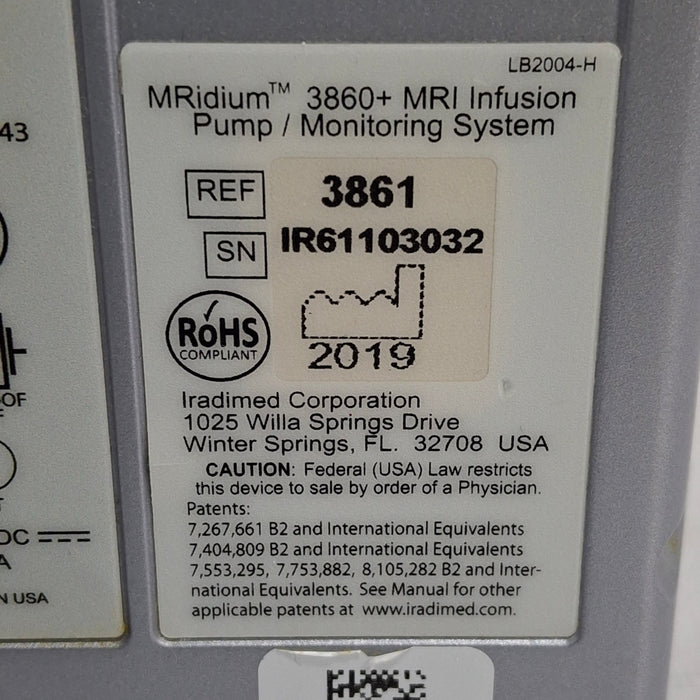 LB2004-H
MRidium™ 3860+ MRI Infusion
Pump / Monitoring System
REF 3861
SN IR61103032
RoHS
COMPLIANT
2019
Iradimed Corporation
1025 Willa Springs Drive
Winter Springs, FL. 32708 USA
CAUTION: Federal (USA) Law restricts
this device to sale by order of a Physician.
Patents:
7,267,661 B2 and International Equivalents
7,404,809 B2 and International Equivalents
7,553,295, 7,753,882, 8,105,282 B2 and Inter-
national Equivalents. See Manual for other
applicable patents at www.iradimed.com.
43
OF
DC
A
N USA